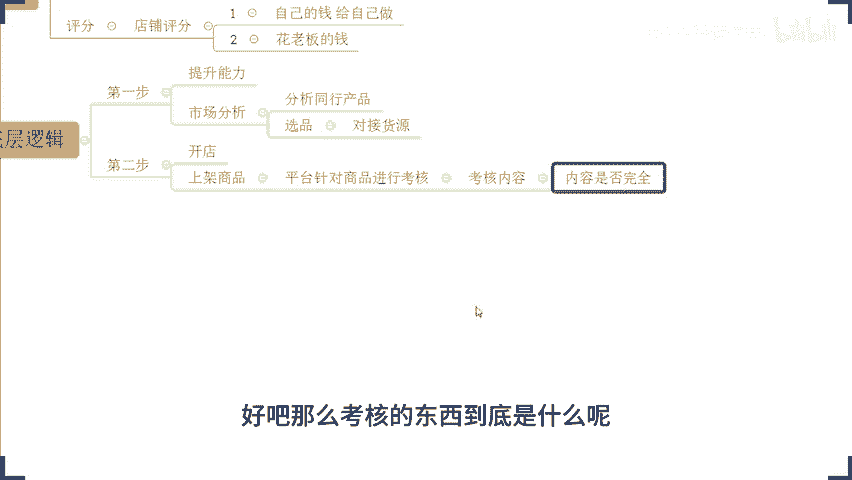 评分 店铺评分
1 自己的钱 给自己做
2 花老板的钱
第一步
提升能力
市场分析
分析同行产品
选品 对接货源
层逻辑
第二步
开店
上架商品 平台针对商品进行考核 考核内容 内容是否完全
好吧那么考核的东西到底是什么呢